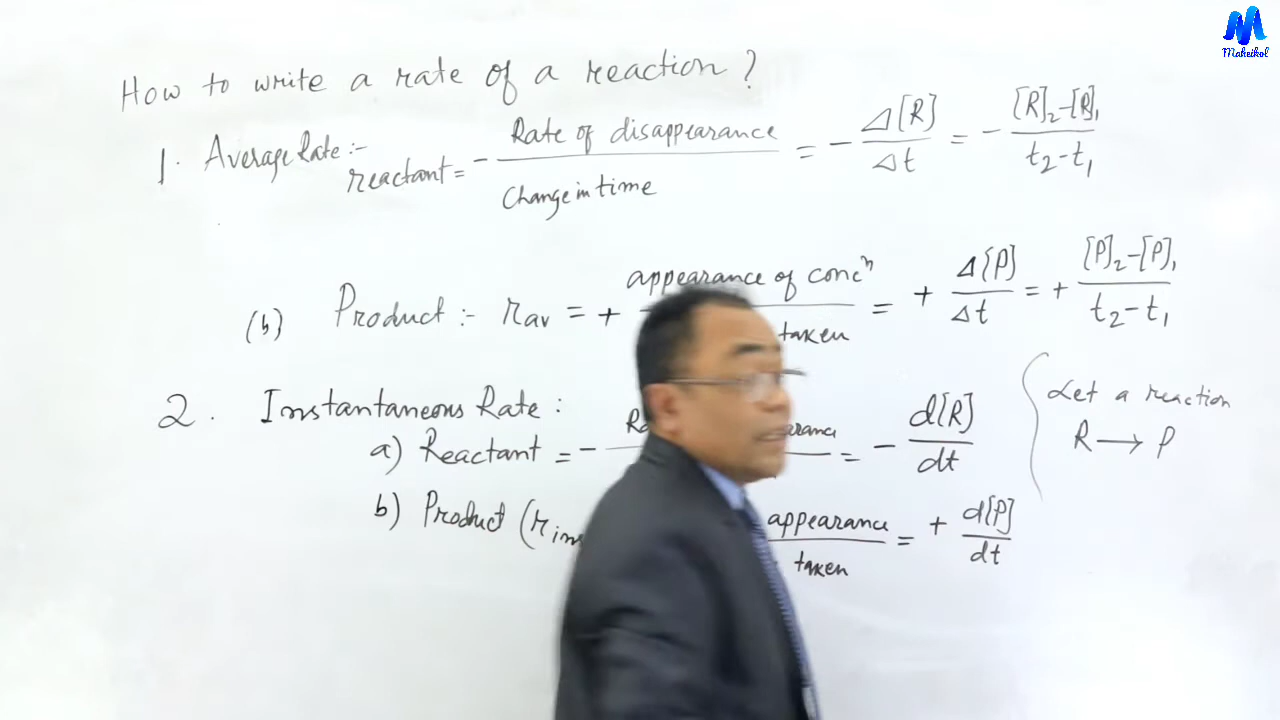 Makeikol
How to write a rate of a reaction?
1. Average Rate :-
reactant = - Rate of disappearance / Change in time = - Δ[R] / Δt = - [R]₂-[R]₁ / t₂-t₁
(b) Product :- rav = + appearance of concⁿ / taken = + Δ[P] / Δt = + [P]₂-[P]₁ / t₂-t₁
2. Instantaneous Rate :
a) Reactant = - = - d[R] / dt
b) Product (rins appearance / taken = + d[P] / dt
Let a reaction
R → P